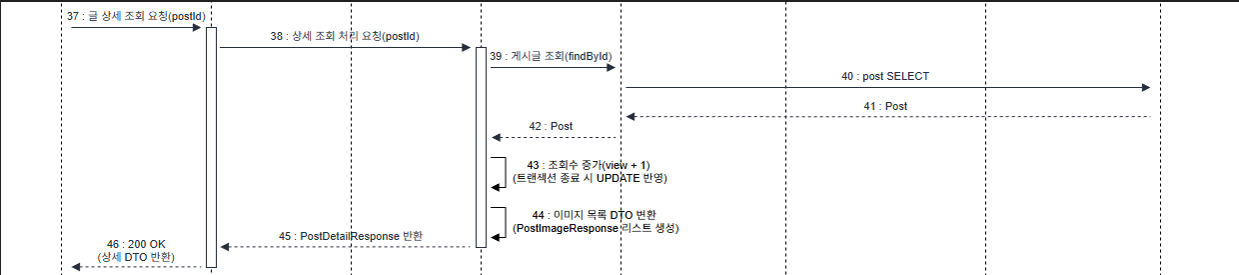 37 : 글 상세 조회 요청(postId)
38 : 상세 조회 처리 요청(postId)
39 : 게시글 조회(findById)
40 : post SELECT
41 : Post
42 : Post
43 : 조회수 증가(view + 1)
(트랜잭션 종료 시 UPDATE 반영)
44 : 이미지 목록 DTO 변환
(PostImageResponse 리스트 생성)
45 : PostDetailResponse 반환
46 : 200 OK
(상세 DTO 반환)